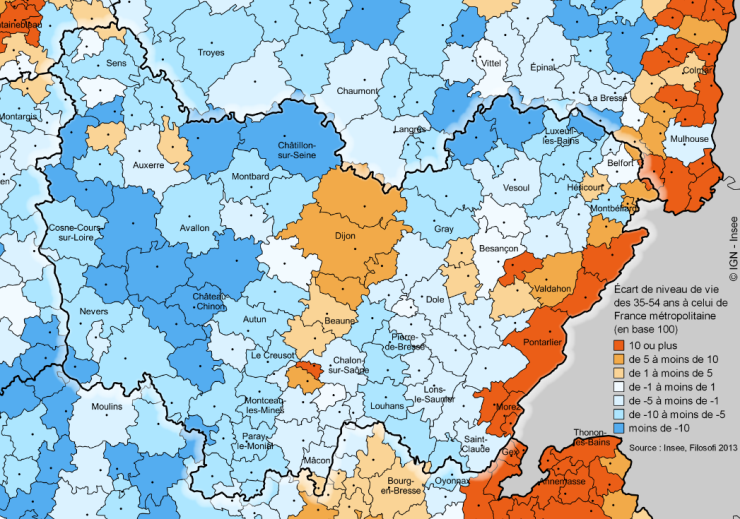 Fontainebleau
Sens
Troyes
Vittel
Épinal
Colmar
Chaumont
La Bresse
Montargis
Langres
Luxeuil-
les-Bains
Mulhouse
Châtillon-
sur-Seine
Auxerre
Belfort
Montbard
Vesoul
Héricourt
Montbéliard
Cosne-Cours-
sur-Loire
Avallon
Dijon
Gray
Besançon
Valdahon
Château-
Chinon
Dole
Nevers
Autun
Beaune
Pierre-
de-Bresse
Pontarlier
Le Creusot
Chalon-
sur-Saône
Lons-
le-Saunier
Moulins
Montceau-
les-Mines
Louhans
Morez
Paray-
le-Monial
Saint-
Claude
Gex
Thonon-
les-Bains
Mâcon
Bourg-
en-Bresse
Oyonnax
Annemasse
© IGN - Insee
Écart de niveau de vie
des 35-54 ans à celui de
France métropolitaine
(en base 100)
10 ou plus
de 5 à moins de 10
de 1 à moins de 5
de -1 à moins de 1
de -5 à moins de -1
de -10 à moins de -5
moins de -10
Source : Insee, Filosofi 2013